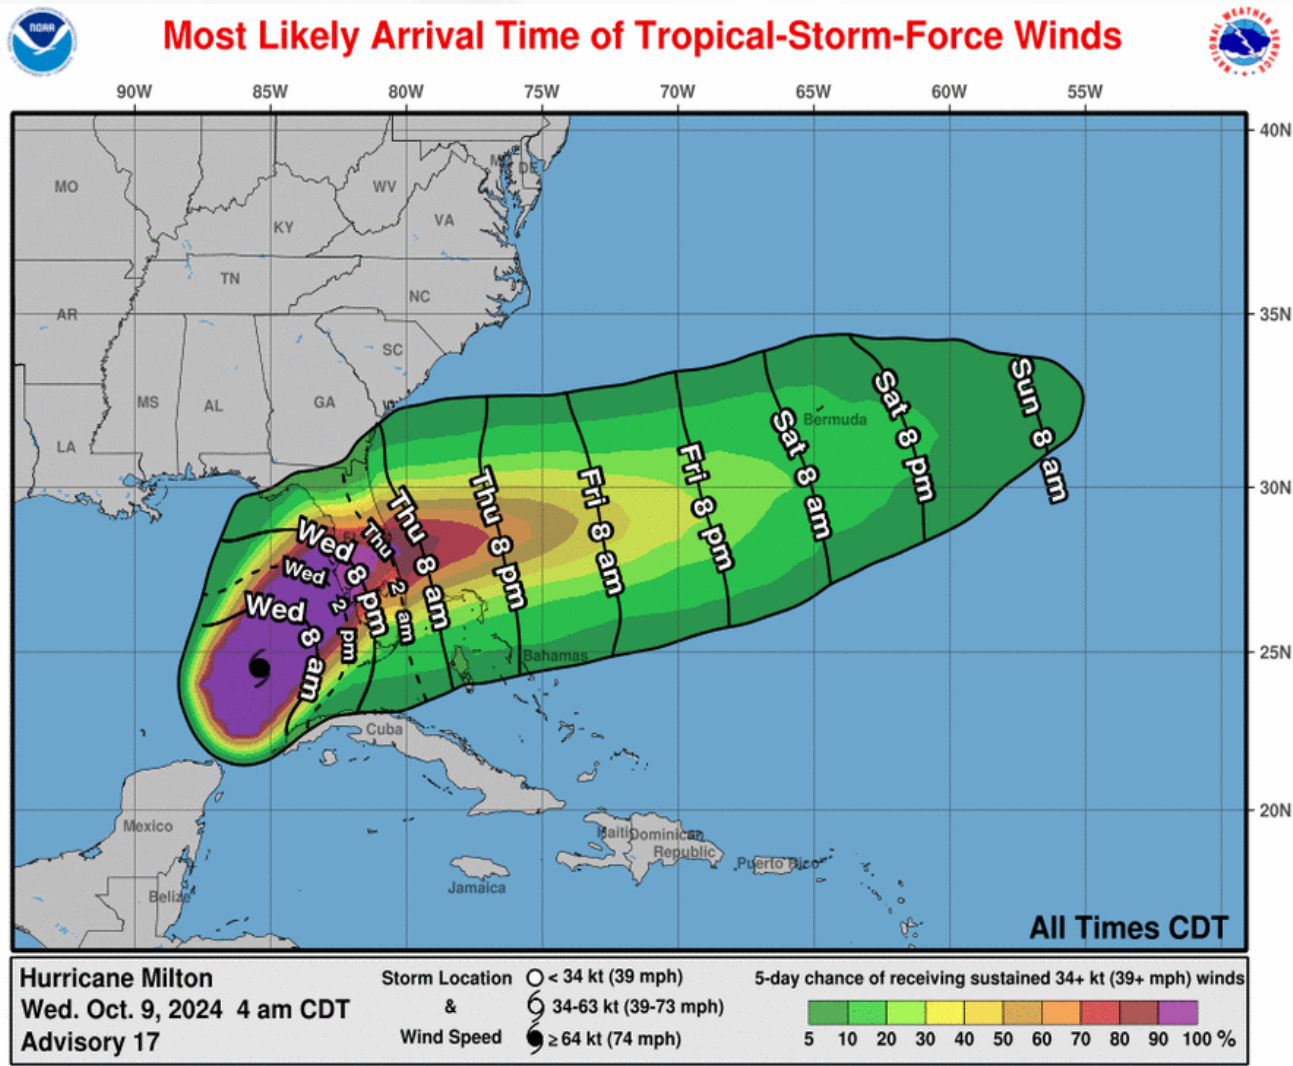 NOAA
Most Likely Arrival Time of Tropical-Storm-Force Winds
NATIONAL WEATHER SERVICE
90W 85W 80W 75W 70W 65W 60W 55W
40N
35N
30N
25N
20N
MO
KY
WV
VA
DE
TN
NC
AR
SC
MS
AL
GA
LA
Bermuda
Bahamas
Cuba
Mexico
Belize
Jamaica
Haiti
Dominican
Republic
Puerto Rico
Wed 8 am
Wed 2 pm
Wed 8 pm
Thu 2 am
Thu 8 am
Thu 8 pm
Fri 8 am
Fri 8 pm
Sat 8 am
Sat 8 pm
Sun 8 am
All Times CDT
Hurricane Milton
Wed. Oct. 9, 2024 4 am CDT
Advisory 17
Storm Location
&
Wind Speed
< 34 kt (39 mph)
34-63 kt (39-73 mph)
≥ 64 kt (74 mph)
5-day chance of receiving sustained 34+ kt (39+ mph) winds
5 10 20 30 40 50 60 70 80 90 100 %